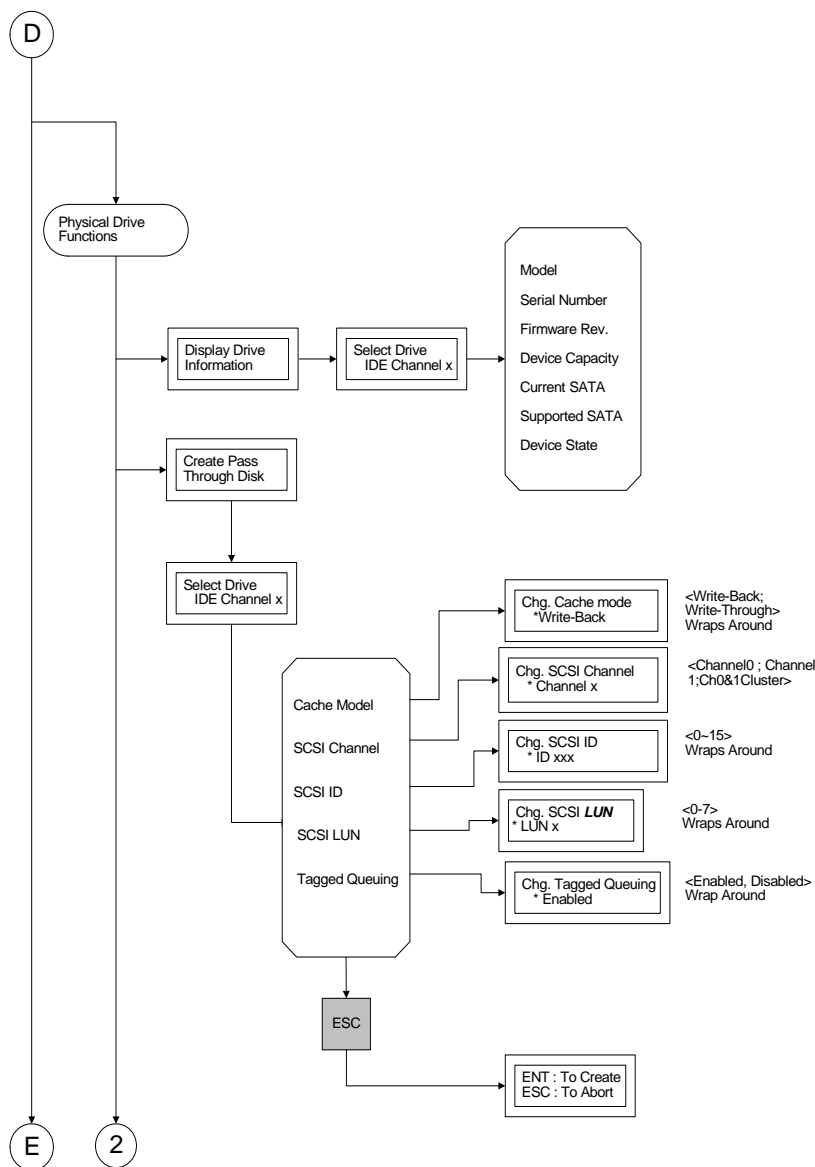 D
Physical Drive
Functions
Display Drive
Information
Select Drive
IDE Channel x
Model
Serial Number
Firmware Rev.
Device Capacity
Current SATA
Supported SATA
Device State
Create Pass
Through Disk
Select Drive
IDE Channel x
Cache Model
SCSI Channel
SCSI ID
SCSI LUN
Tagged Queuing
Chg. Cache mode
*Write-Back
<Write-Back;
Write-Through>
Wraps Around
Chg. SCSI Channel
* Channel x
<Channel0 ; Channel
1;Ch0&1Cluster>
Chg. SCSI ID
* ID xxx
<0~15>
Wraps Around
Chg. SCSI LUN
* LUN x
<0-7>
Wraps Around
Chg. Tagged Queuing
* Enabled
<Enabled, Disabled>
Wrap Around
ESC
ENT : To Create
ESC : To Abort
E
2